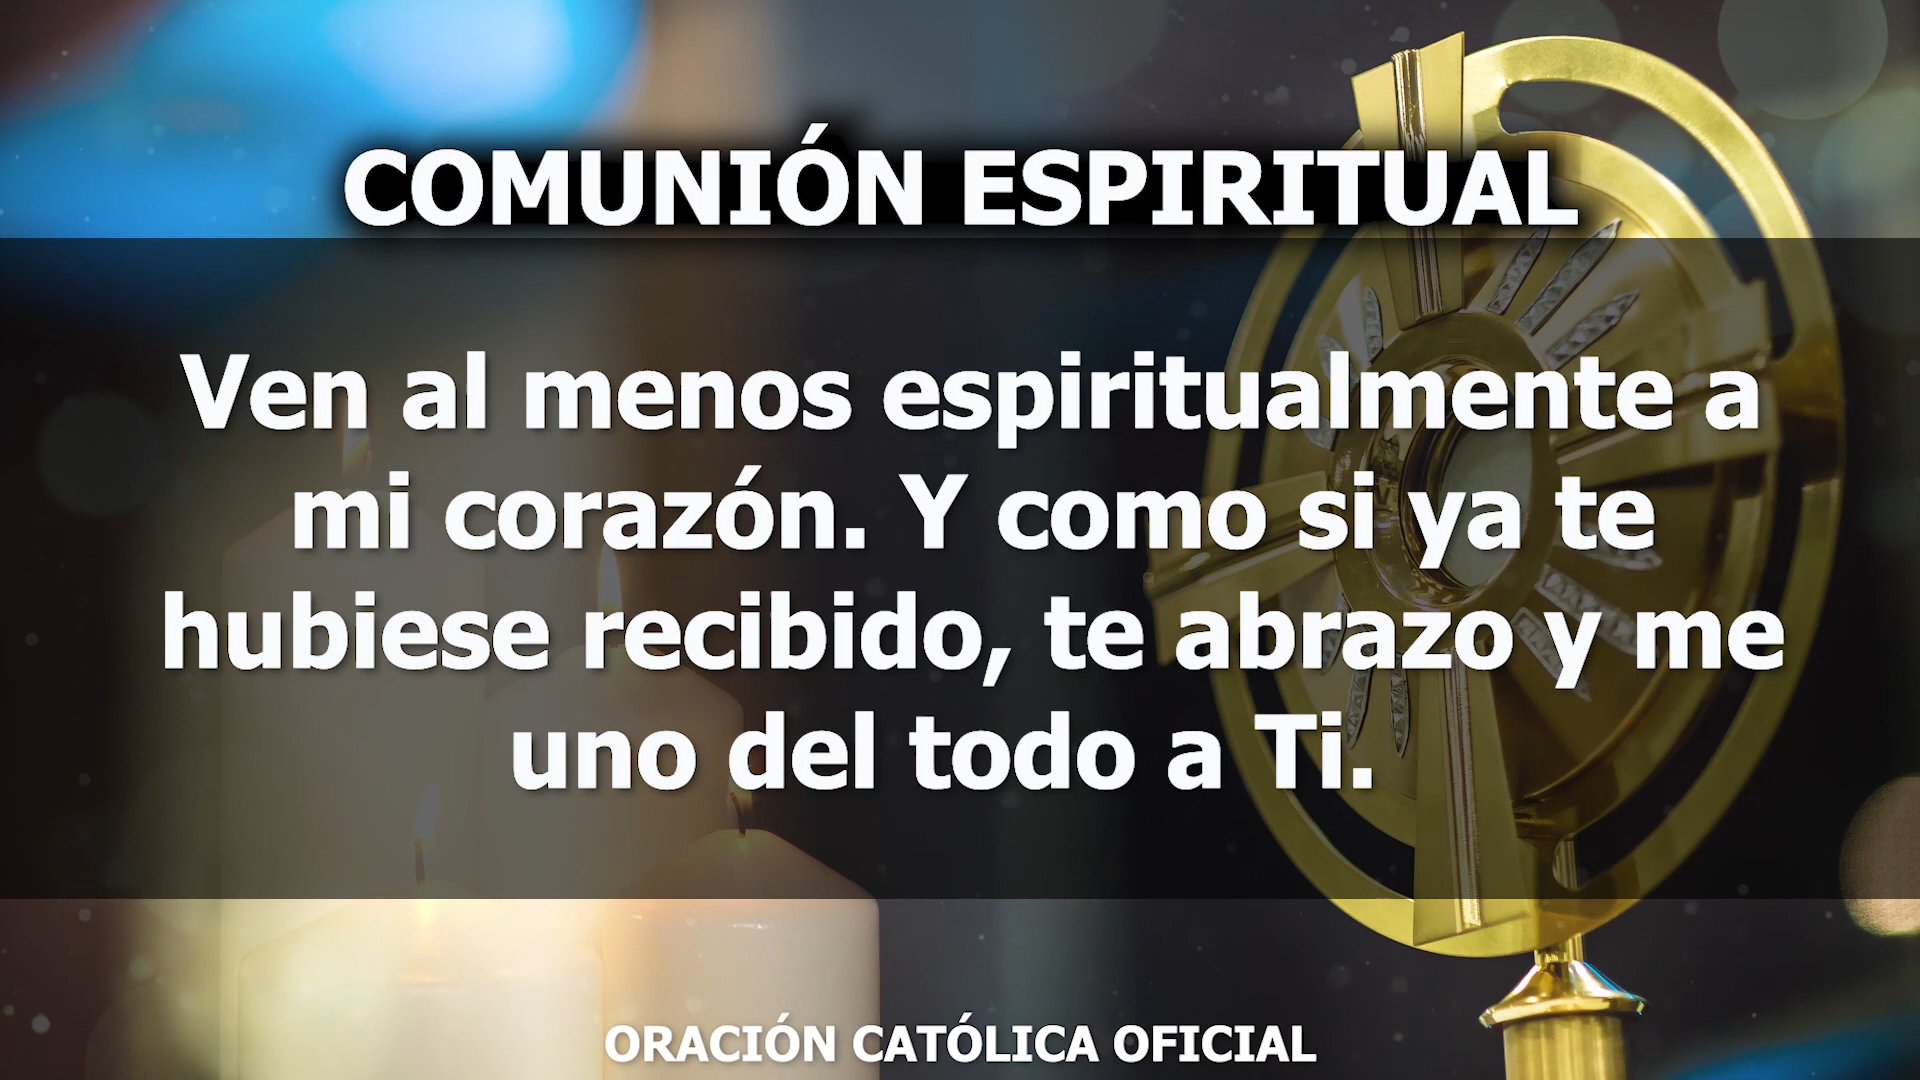 COMUNIÓN ESPIRITUAL
Ven al menos espiritualmente a
mi corazón. Y como si ya te
hubiese recibido, te abrazo y me
uno del todo a Ti.
ORACIÓN CATÓLICA OFICIAL